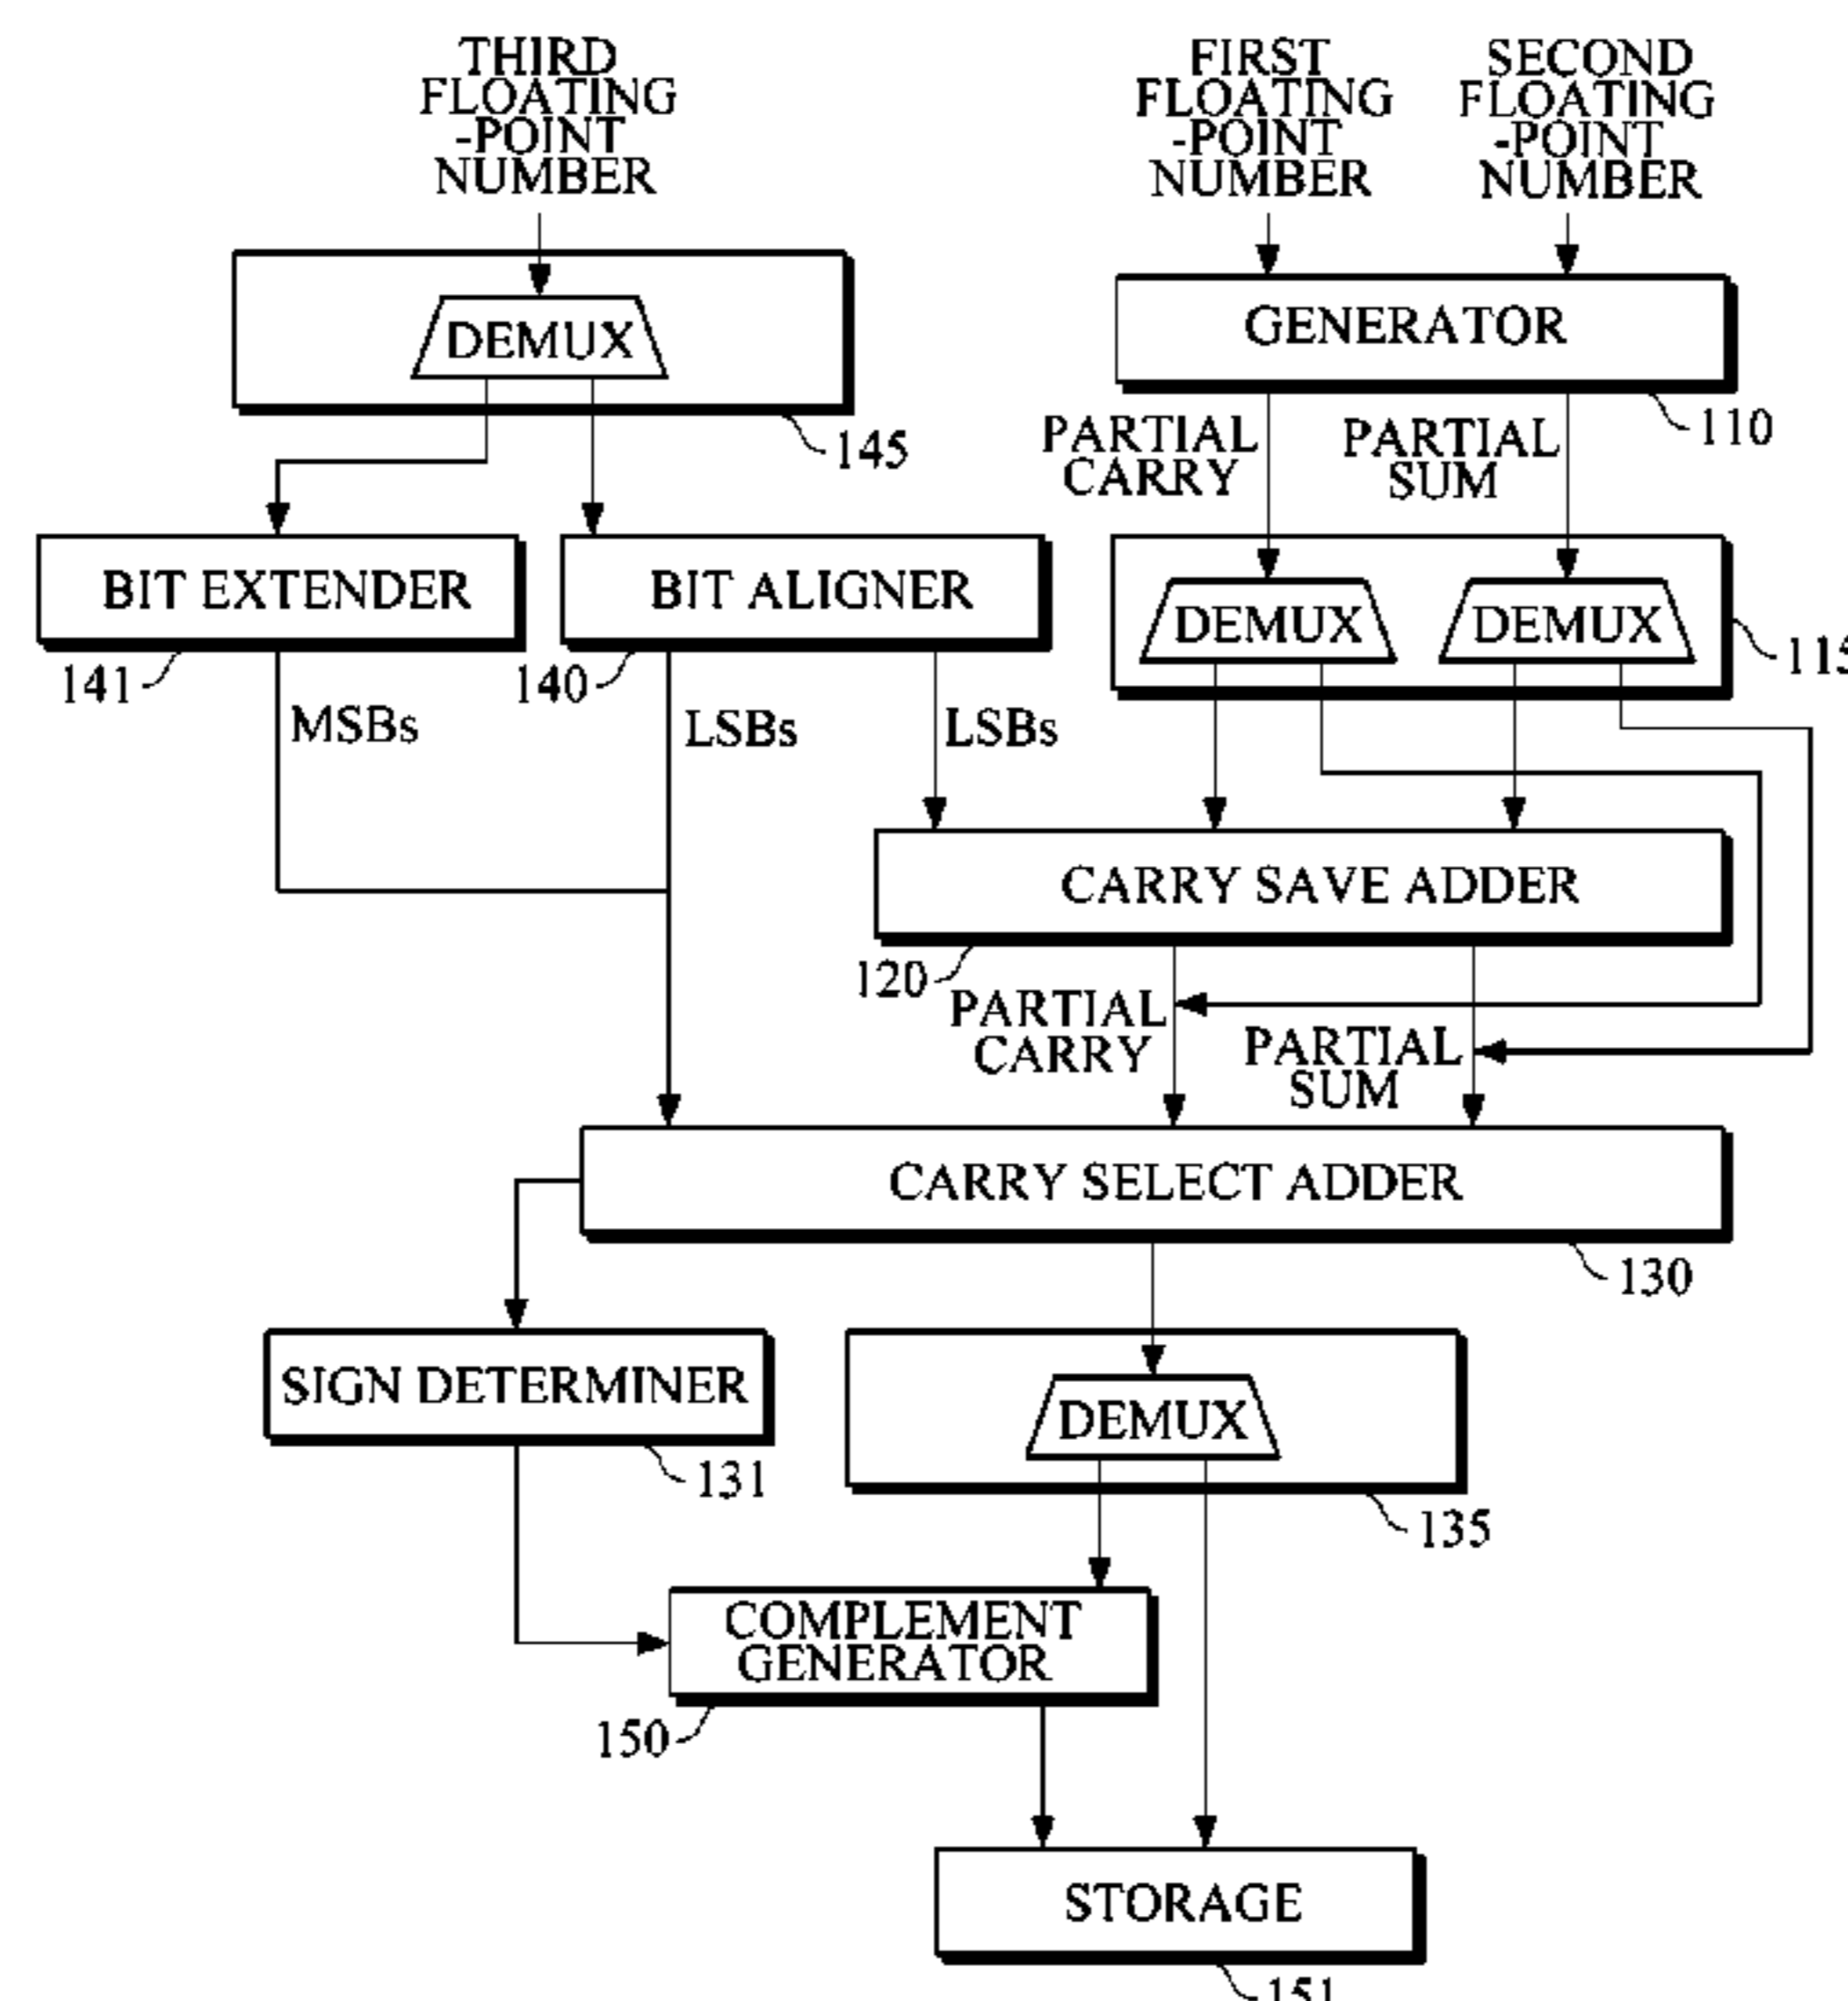 THIRD
FLOATING
-POINT
NUMBER
FIRST
FLOATING
-POINT
NUMBER
SECOND
FLOATING
-POINT
NUMBER
DEMUX
145
GENERATOR
110
PARTIAL
CARRY
PARTIAL
SUM
BIT EXTENDER
141
BIT ALIGNER
140
DEMUX
DEMUX
115
MSBs
LSBs
LSBs
CARRY SAVE ADDER
120
PARTIAL
CARRY
PARTIAL
SUM
CARRY SELECT ADDER
130
SIGN DETERMINER
131
DEMUX
135
COMPLEMENT
GENERATOR
150
STORAGE
151